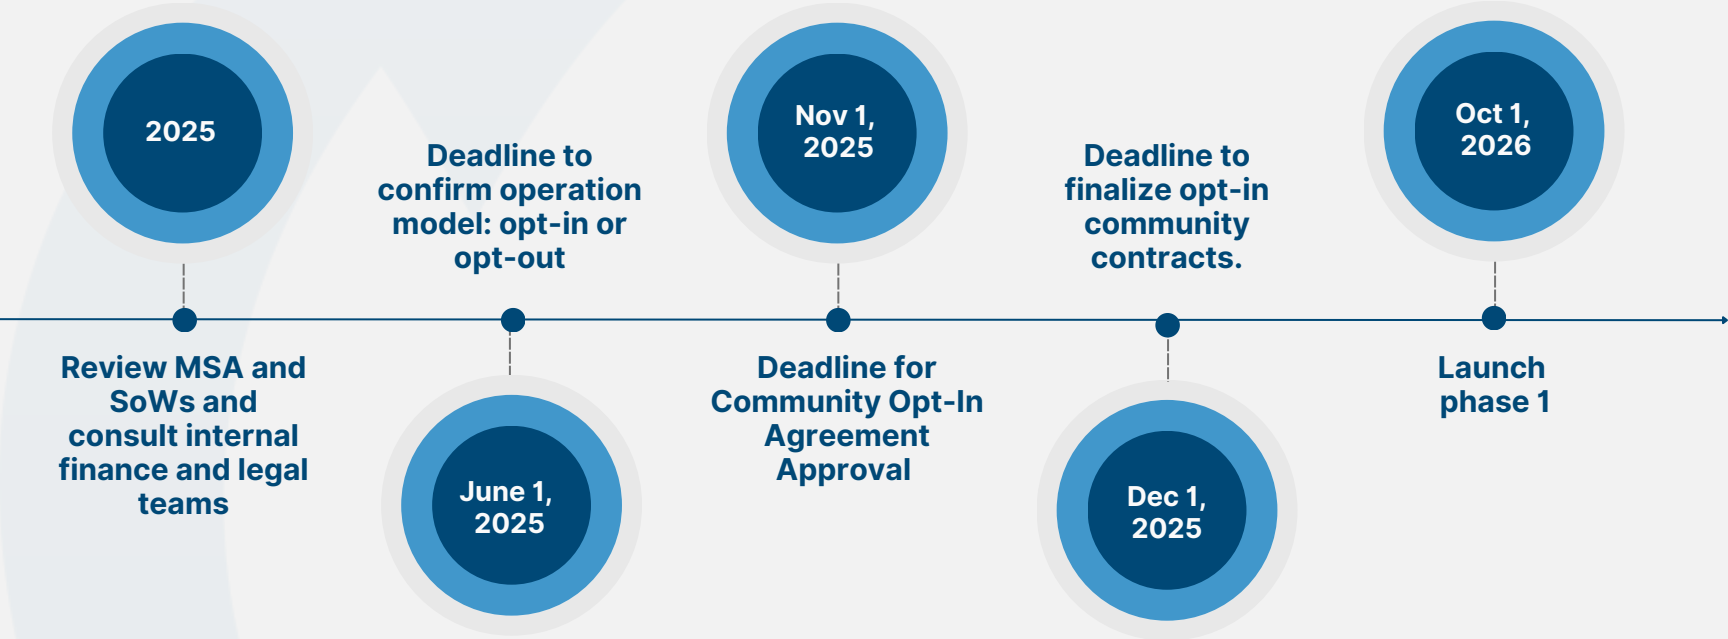 2025
Review MSA and
SoWs and
consult internal
finance and legal
teams
Deadline to
confirm operation
model: opt-in or
opt-out
June 1,
2025
Nov 1,
2025
Deadline for
Community Opt-In
Agreement
Approval
Deadline to
finalize opt-in
community
contracts.
Dec 1,
2025
Oct 1,
2026
Launch
phase 1